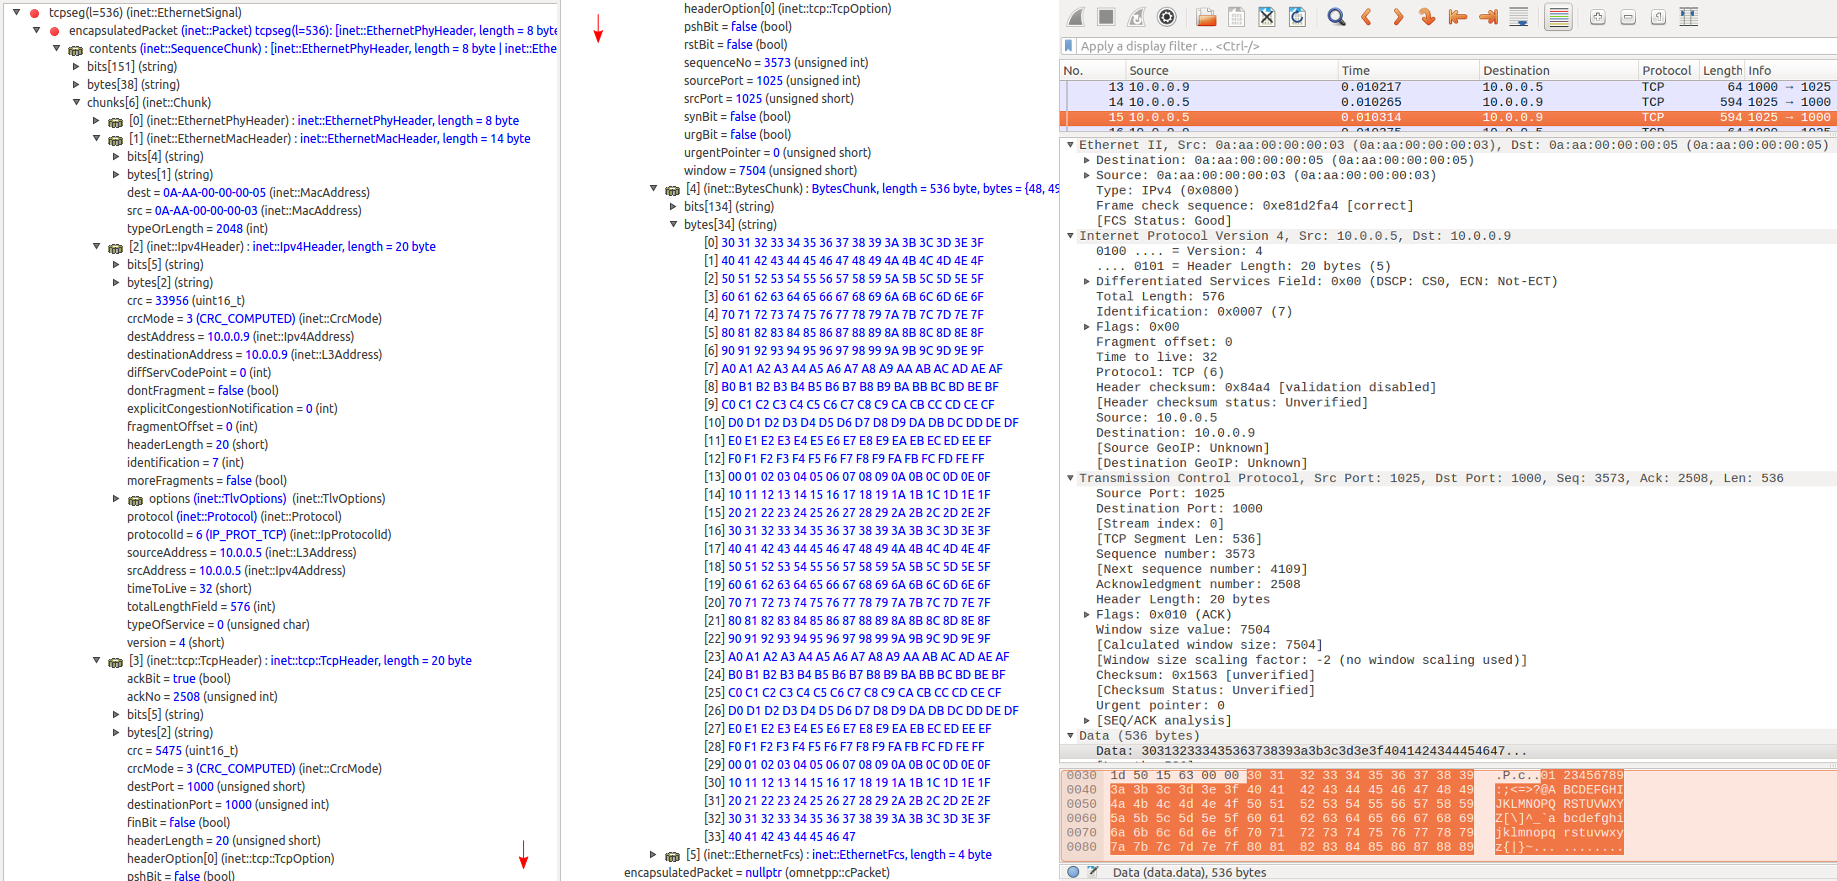 tcpseg(l=536) (inet::EthernetSignal)
encapsulatedPacket (inet::Packet) tcpseg(l=536): [inet::EthernetPhyHeader, length = 8 byte
contents (inet::SequenceChunk) : [inet::EthernetPhyHeader, length = 8 byte | inet::Ethe
bits[151] (string)
bytes[38] (string)
chunks[6] (inet::Chunk)
[0] (inet::EthernetPhyHeader) : inet::EthernetPhyHeader, length = 8 byte
[1] (inet::EthernetMacHeader) : inet::EthernetMacHeader, length = 14 byte
bits[4] (string)
bytes[1] (string)
dest = 0A-AA-00-00-00-05 (inet::MacAddress)
src = 0A-AA-00-00-00-03 (inet::MacAddress)
typeOrLength = 2048 (int)
[2] (inet::Ipv4Header) : inet::Ipv4Header, length = 20 byte
bits[5] (string)
bytes[2] (string)
crc = 33956 (uint16_t)
crcMode = 3 (CRC_COMPUTED) (inet::CrcMode)
destAddress = 10.0.0.9 (inet::Ipv4Address)
destinationAddress = 10.0.0.9 (inet::L3Address)
diffServCodePoint = 0 (int)
dontFragment = false (bool)
explicitCongestionNotification = 0 (int)
fragmentOffset = 0 (int)
headerLength = 20 (short)
identification = 7 (int)
moreFragments = false (bool)
options (inet::TlvOptions) (inet::TlvOptions)
protocol (inet::Protocol) (inet::Protocol)
protocolId = 6 (IP_PROT_TCP) (inet::IpProtocolId)
sourceAddress = 10.0.0.5 (inet::L3Address)
srcAddress = 10.0.0.5 (inet::Ipv4Address)
timeToLive = 32 (short)
totalLengthField = 576 (int)
typeOfService = 0 (unsigned char)
version = 4 (short)
[3] (inet::tcp::TcpHeader) : inet::tcp::TcpHeader, length = 20 byte
ackBit = true (bool)
ackNo = 2508 (unsigned int)
bits[5] (string)
bytes[2] (string)
crc = 5475 (uint16_t)
crcMode = 3 (CRC_COMPUTED) (inet::CrcMode)
destPort = 1000 (unsigned short)
destinationPort = 1000 (unsigned int)
finBit = false (bool)
headerLength = 20 (unsigned short)
headerOption[0] (inet::tcp::TcpOption)
pshBit = false (bool)
headerOption[0] (inet::tcp::TcpOption)
pshBit = false (bool)
rstBit = false (bool)
sequenceNo = 3573 (unsigned int)
sourcePort = 1025 (unsigned int)
srcPort = 1025 (unsigned short)
synBit = false (bool)
urgBit = false (bool)
urgentPointer = 0 (unsigned short)
window = 7504 (unsigned short)
[4] (inet::BytesChunk) : BytesChunk, length = 536 byte, bytes = {48, 49
bits[134] (string)
bytes[34] (string)
[0] 30 31 32 33 34 35 36 37 38 39 3A 3B 3C 3D 3E 3F
[1] 40 41 42 43 44 45 46 47 48 49 4A 4B 4C 4D 4E 4F
[2] 50 51 52 53 54 55 56 57 58 59 5A 5B 5C 5D 5E 5F
[3] 60 61 62 63 64 65 66 67 68 69 6A 6B 6C 6D 6E 6F
[4] 70 71 72 73 74 75 76 77 78 79 7A 7B 7C 7D 7E 7F
[5] 80 81 82 83 84 85 86 87 88 89 8A 8B 8C 8D 8E 8F
[6] 90 91 92 93 94 95 96 97 98 99 9A 9B 9C 9D 9E 9F
[7] A0 A1 A2 A3 A4 A5 A6 A7 A8 A9 AA AB AC AD AE AF
[8] B0 B1 B2 B3 B4 B5 B6 B7 B8 B9 BA BB BC BD BE BF
[9] C0 C1 C2 C3 C4 C5 C6 C7 C8 C9 CA CB CC CD CE CF
[10] D0 D1 D2 D3 D4 D5 D6 D7 D8 D9 DA DB DC DD DE DF
[11] E0 E1 E2 E3 E4 E5 E6 E7 E8 E9 EA EB EC ED EE EF
[12] F0 F1 F2 F3 F4 F5 F6 F7 F8 F9 FA FB FC FD FE FF
[13] 00 01 02 03 04 05 06 07 08 09 0A 0B 0C 0D 0E 0F
[14] 10 11 12 13 14 15 16 17 18 19 1A 1B 1C 1D 1E 1F
[15] 20 21 22 23 24 25 26 27 28 29 2A 2B 2C 2D 2E 2F
[16] 30 31 32 33 34 35 36 37 38 39 3A 3B 3C 3D 3E 3F
[17] 40 41 42 43 44 45 46 47 48 49 4A 4B 4C 4D 4E 4F
[18] 50 51 52 53 54 55 56 57 58 59 5A 5B 5C 5D 5E 5F
[19] 60 61 62 63 64 65 66 67 68 69 6A 6B 6C 6D 6E 6F
[20] 70 71 72 73 74 75 76 77 78 79 7A 7B 7C 7D 7E 7F
[21] 80 81 82 83 84 85 86 87 88 89 8A 8B 8C 8D 8E 8F
[22] 90 91 92 93 94 95 96 97 98 99 9A 9B 9C 9D 9E 9F
[23] A0 A1 A2 A3 A4 A5 A6 A7 A8 A9 AA AB AC AD AE AF
[24] B0 B1 B2 B3 B4 B5 B6 B7 B8 B9 BA BB BC BD BE BF
[25] C0 C1 C2 C3 C4 C5 C6 C7 C8 C9 CA CB CC CD CE CF
[26] D0 D1 D2 D3 D4 D5 D6 D7 D8 D9 DA DB DC DD DE DF
[27] E0 E1 E2 E3 E4 E5 E6 E7 E8 E9 EA EB EC ED EE EF
[28] F0 F1 F2 F3 F4 F5 F6 F7 F8 F9 FA FB FC FD FE FF
[29] 00 01 02 03 04 05 06 07 08 09 0A 0B 0C 0D 0E 0F
[30] 10 11 12 13 14 15 16 17 18 19 1A 1B 1C 1D 1E 1F
[31] 20 21 22 23 24 25 26 27 28 29 2A 2B 2C 2D 2E 2F
[32] 30 31 32 33 34 35 36 37 38 39 3A 3B 3C 3D 3E 3F
[33] 40 41 42 43 44 45 46 47
[5] (inet::EthernetFcs) : inet::EthernetFcs, length = 4 byte
encapsulatedPacket = nullptr (omnetpp::cPacket)
Apply a display filter … <Ctrl-/>
No. Source Time Destination Protocol Length Info
13 10.0.0.9 0.010217 10.0.0.5 TCP 64 1000 → 1025
14 10.0.0.5 0.010265 10.0.0.9 TCP 594 1025 → 1000
15 10.0.0.5 0.010314 10.0.0.9 TCP 594 1025 → 1000
Ethernet II, Src: 0a:aa:00:00:00:03 (0a:aa:00:00:00:03), Dst: 0a:aa:00:00:00:05 (0a:aa:00:00:00:05)
Destination: 0a:aa:00:00:00:05 (0a:aa:00:00:00:05)
Source: 0a:aa:00:00:00:03 (0a:aa:00:00:00:03)
Type: IPv4 (0x0800)
Frame check sequence: 0xe81d2fa4 [correct]
[FCS Status: Good]
Internet Protocol Version 4, Src: 10.0.0.5, Dst: 10.0.0.9
0100 .... = Version: 4
.... 0101 = Header Length: 20 bytes (5)
Differentiated Services Field: 0x00 (DSCP: CS0, ECN: Not-ECT)
Total Length: 576
Identification: 0x0007 (7)
Flags: 0x00
Fragment offset: 0
Time to live: 32
Protocol: TCP (6)
Header checksum: 0x84a4 [validation disabled]
[Header checksum status: Unverified]
Source: 10.0.0.5
Destination: 10.0.0.9
[Source GeoIP: Unknown]
[Destination GeoIP: Unknown]
Transmission Control Protocol, Src Port: 1025, Dst Port: 1000, Seq: 3573, Ack: 2508, Len: 536
Source Port: 1025
Destination Port: 1000
[Stream index: 0]
[TCP Segment Len: 536]
Sequence number: 3573
[Next sequence number: 4109]
Acknowledgment number: 2508
Header Length: 20 bytes
Flags: 0x010 (ACK)
Window size value: 7504
[Calculated window size: 7504]
[Window size scaling factor: -2 (no window scaling used)]
Checksum: 0x1563 [unverified]
[Checksum Status: Unverified]
Urgent pointer: 0
[SEQ/ACK analysis]
Data (536 bytes)
Data: 303132333435363738393a3b3c3d3e3f4041424344454647...
0030 1d 50 15 63 00 00 30 31 32 33 34 35 36 37 38 39 .P.c..01 23456789
0040 3a 3b 3c 3d 3e 3f 40 41 42 43 44 45 46 47 48 49 :;<=>?@A BCDEFGHI
0050 4a 4b 4c 4d 4e 4f 50 51 52 53 54 55 56 57 58 59 JKLMNOPQ RSTUVWXY
0060 5a 5b 5c 5d 5e 5f 60 61 62 63 64 65 66 67 68 69 Z[\]^_`a bcdefghi
0070 6a 6b 6c 6d 6e 6f 70 71 72 73 74 75 76 77 78 79 jklmnopq rstuvwxy
0080 7a 7b 7c 7d 7e 7f 80 81 82 83 84 85 86 87 88 89 z{|}~... ........
Data (data.data), 536 bytes